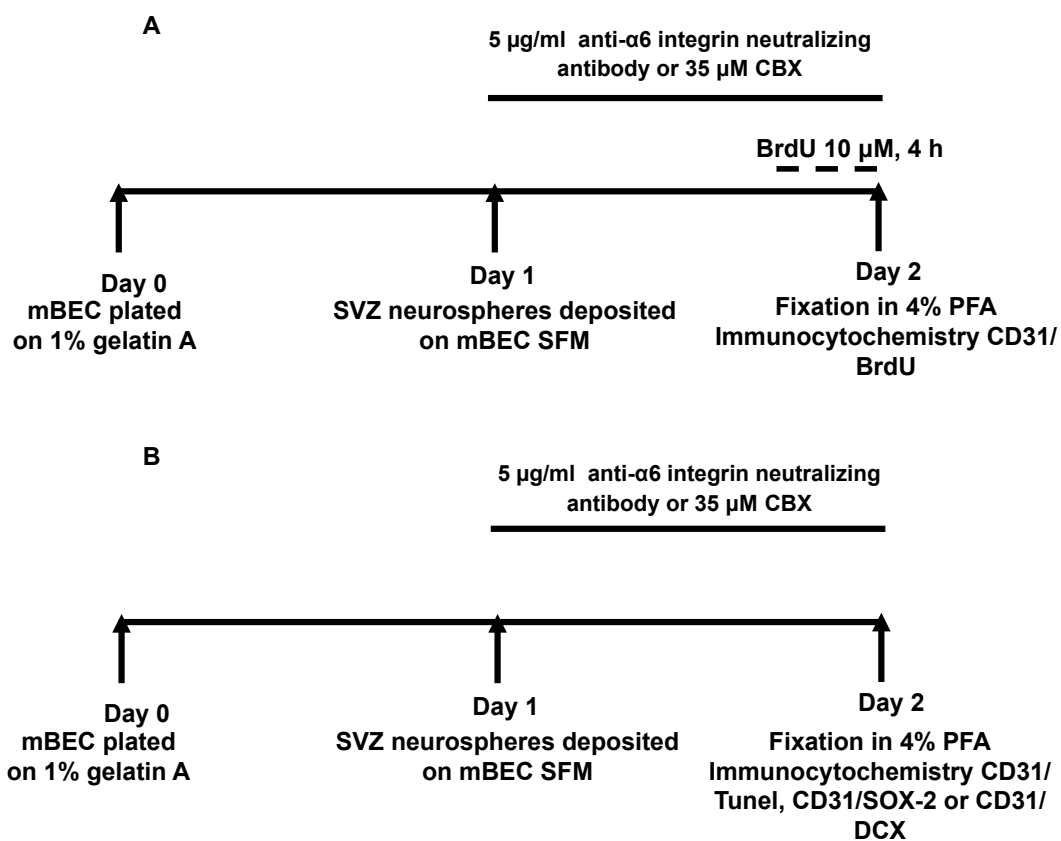 A
5 µg/ml anti-α6 integrin neutralizing
antibody or 35 µM CBX
BrdU 10 µM, 4 h
Day 0
mBEC plated
on 1% gelatin A
Day 1
SVZ neurospheres deposited
on mBEC SFM
Day 2
Fixation in 4% PFA
Immunocytochemistry CD31/
BrdU
B
5 µg/ml anti-α6 integrin neutralizing
antibody or 35 µM CBX
Day 0
mBEC plated
on 1% gelatin A
Day 1
SVZ neurospheres deposited
on mBEC SFM
Day 2
Fixation in 4% PFA
Immunocytochemistry CD31/
Tunel, CD31/SOX-2 or CD31/
DCX